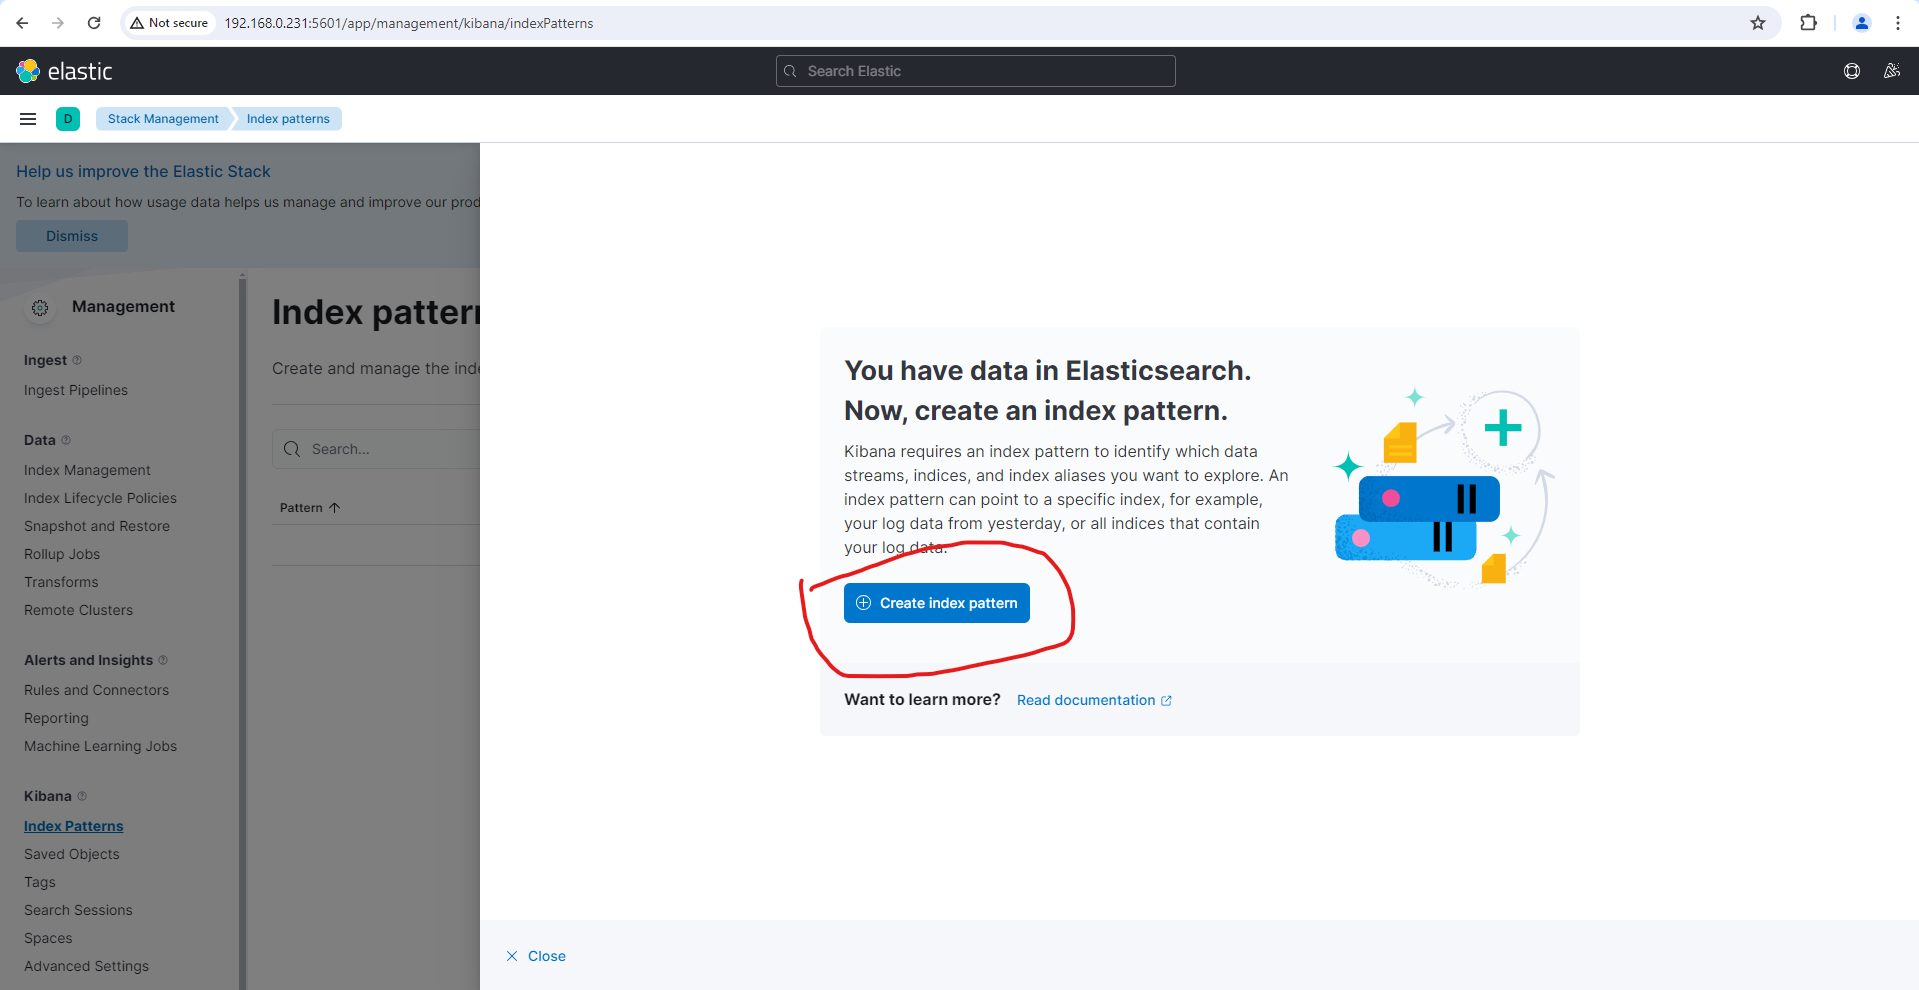 Not secure
192.168.0.231:5601/app/management/kibana/indexPatterns
elastic
Search Elastic
D
Stack Management
Index patterns
Help us improve the Elastic Stack
To learn about how usage data helps us manage and improve our prod
Dismiss
Management
Ingest
Ingest Pipelines
Data
Index Management
Index Lifecycle Policies
Snapshot and Restore
Rollup Jobs
Transforms
Remote Clusters
Alerts and Insights
Rules and Connectors
Reporting
Machine Learning Jobs
Kibana
Index Patterns
Saved Objects
Tags
Search Sessions
Spaces
Advanced Settings
Index pattern
Create and manage the inde
Search...
Pattern
You have data in Elasticsearch.
Now, create an index pattern.
Kibana requires an index pattern to identify which data
streams, indices, and index aliases you want to explore. An
index pattern can point to a specific index, for example,
your log data from yesterday, or all indices that contain
your log data.
Create index pattern
Want to learn more?
Read documentation
Close